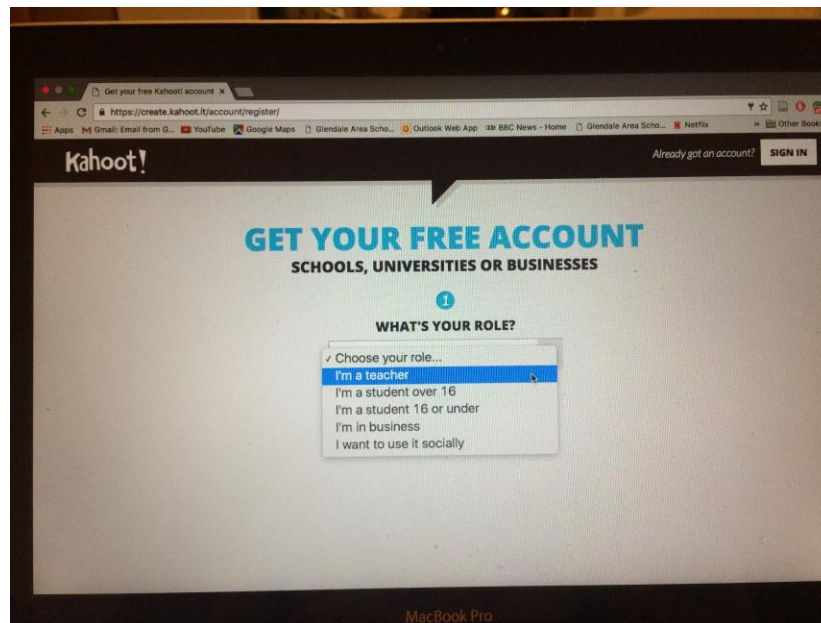 Get your free Kahoot! account
https://create.kahoot.it/account/register/
Apps Gmail: Email from G... YouTube Google Maps Glendale Area Scho... Outlook Web App BBC News - Home Glendale Area Scho... Netflix » Other Book
Kahoot!
Already got an account? SIGN IN
GET YOUR FREE ACCOUNT
SCHOOLS, UNIVERSITIES OR BUSINESSES
1
WHAT'S YOUR ROLE?
✓ Choose your role...
I'm a teacher
I'm a student over 16
I'm a student 16 or under
I'm in business
I want to use it socially
MacBook Pro